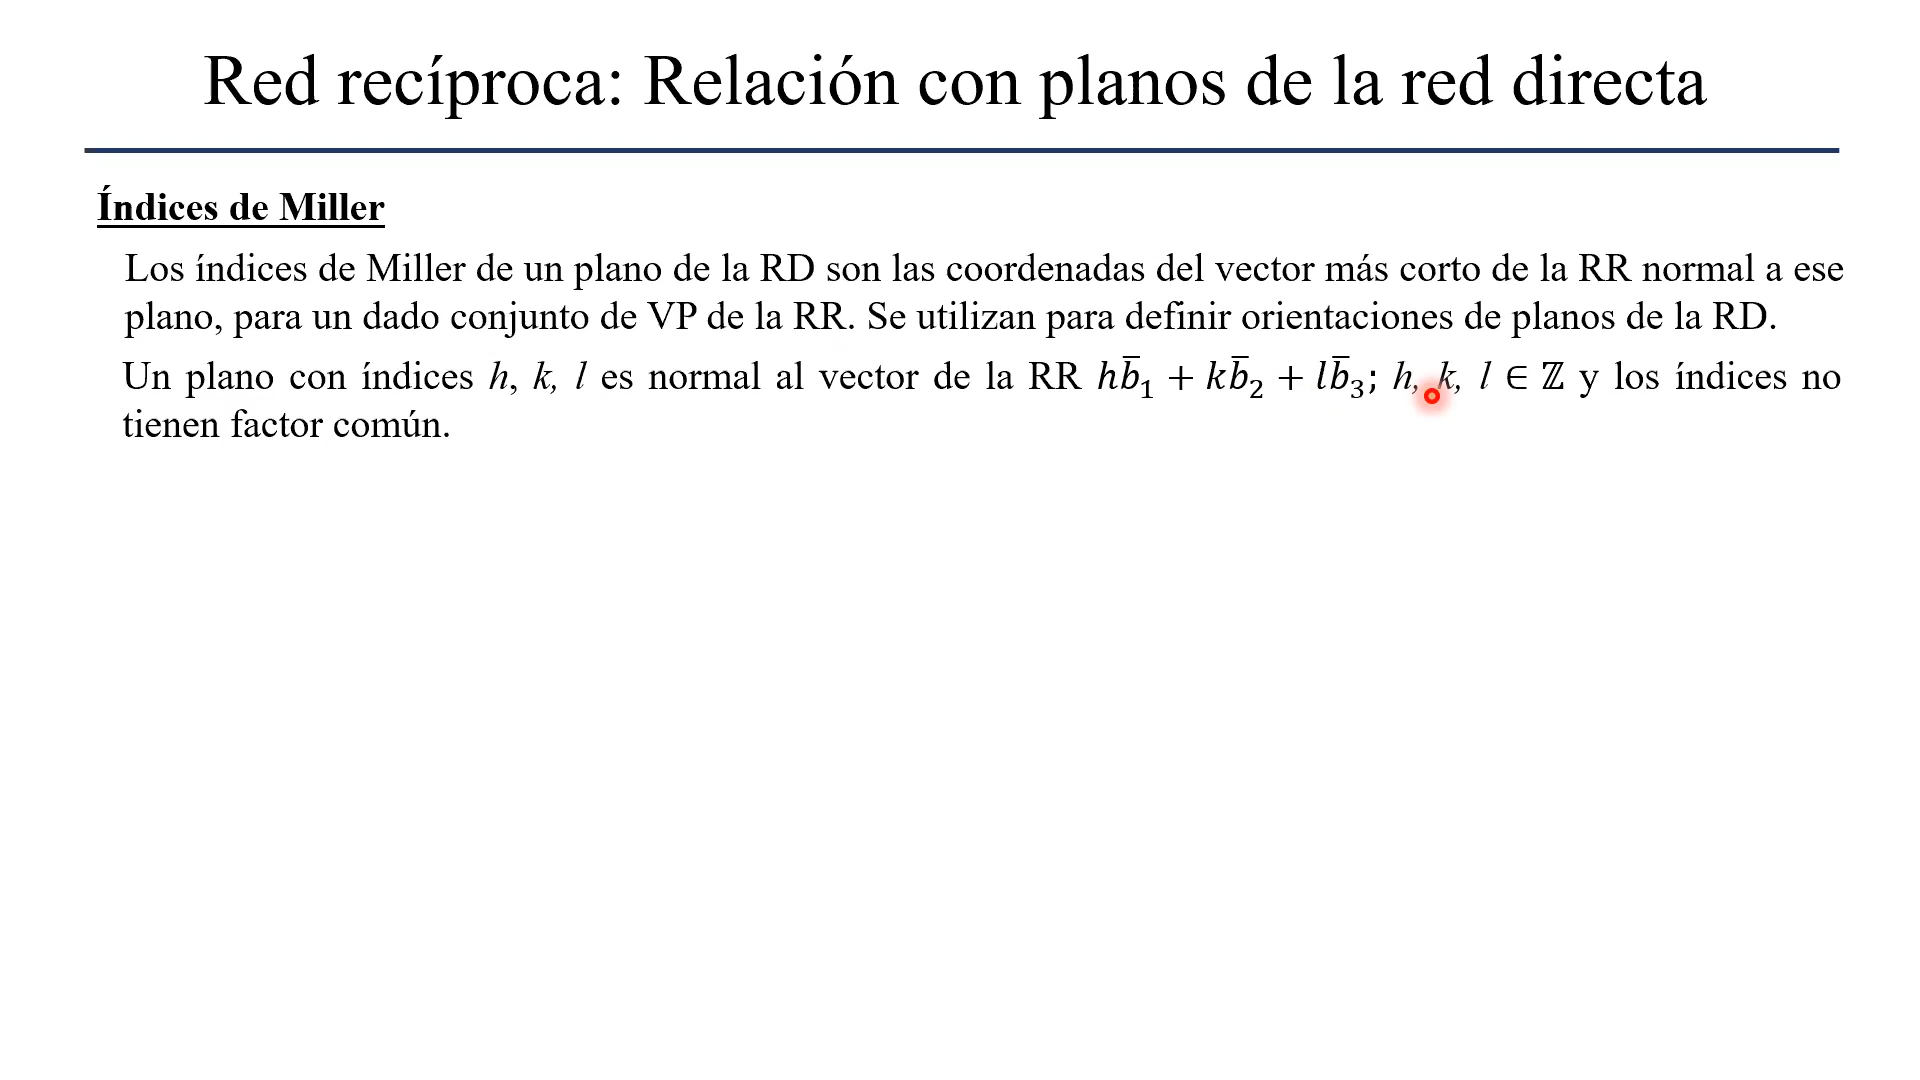 Red recíproca: Relación con planos de la red directa
Índices de Miller
Los índices de Miller de un plano de la RD son las coordenadas del vector más corto de la RR normal a ese
plano, para un dado conjunto de VP de la RR. Se utilizan para definir orientaciones de planos de la RD.
Un plano con índices h, k, l es normal al vector de la RR hb̄₁ + kb̄₂ + lb̄₃; h, k, l ∈ ℤ y los índices no
tienen factor común.